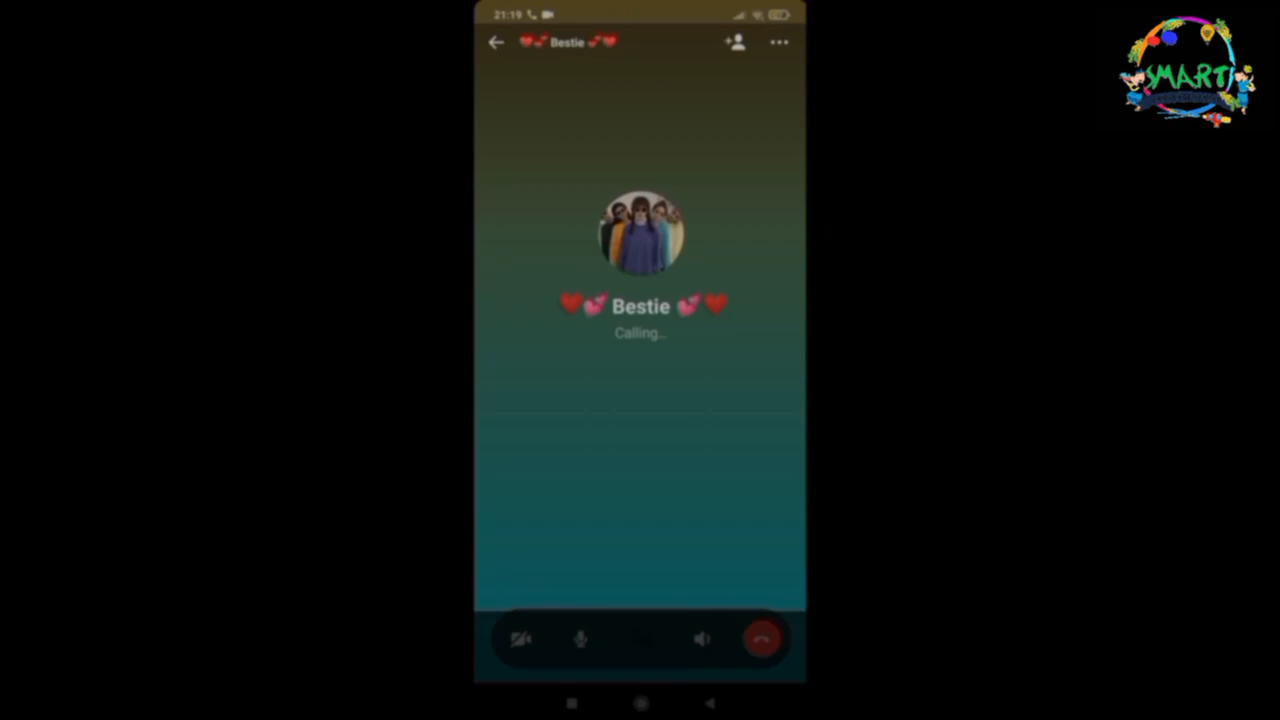 21:19
❤️💕 Bestie 💕❤️
❤️💕 Bestie 💕❤️
Calling...
SMART